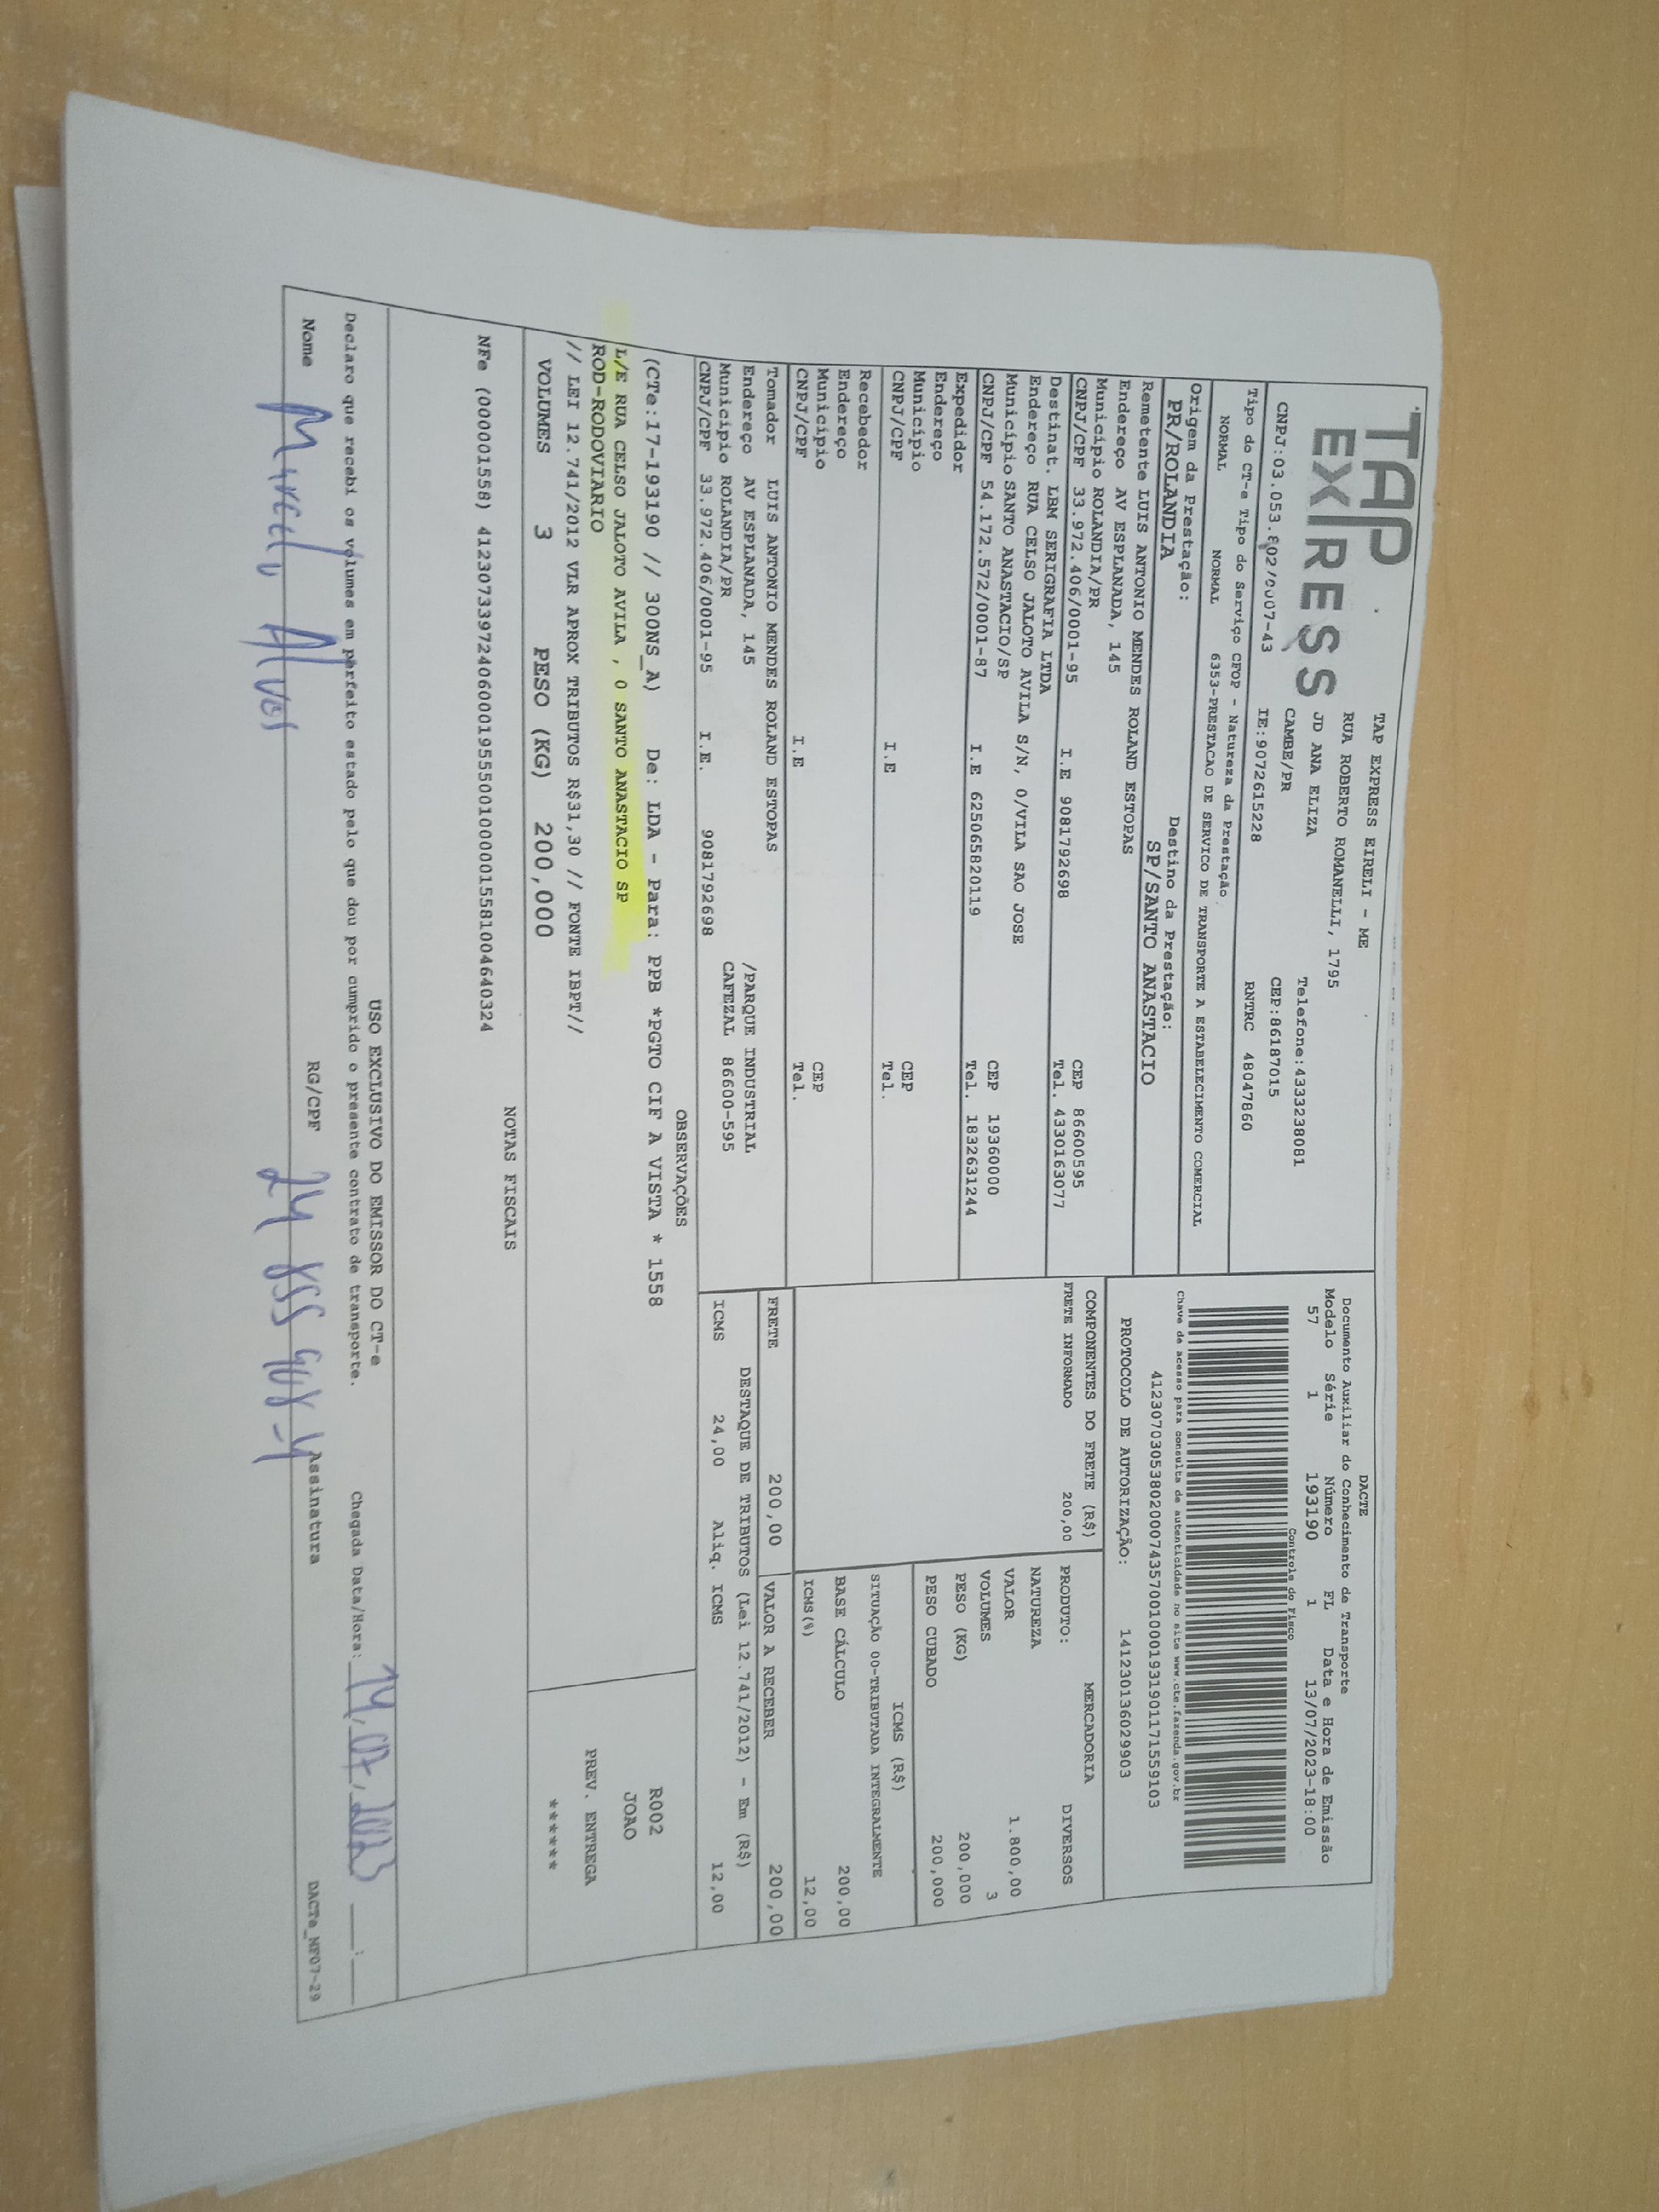 TAP EXPRESS
TAP EXPRESS EIRELI - ME
RUA ROBERTO ROMANELLI, 1795
JD ANA ELIZA
CAMBE/PR
Telefone:4333238081
CEP:86187015
CNPJ:03.053.802/0007-43 IE:9072615228 RNTRC 48047860
Tipo do CT-e Tipo do Serviço CFOP - Natureza da Prestação
NORMAL NORMAL 6353-PRESTACAO DE SERVICO DE TRANSPORTE A ESTABELECIMENTO COMERCIAL
Origem da Prestação: Destino da Prestação:
PR/ROLANDIA SP/SANTO ANASTACIO
DACTE
Documento Auxiliar do Conhecimento de Transporte
Modelo Série Número FL Data e Hora de Emissão
57 1 193190 1 13/07/2023-18:00
Controle do Fisco
Chave de acesso para consulta de autenticidade no site www.cte.fazenda.gov.br
41230703053802000743570010001931901171559103
PROTOCOLO DE AUTORIZAÇÃO: 141230136029903
Remetente LUIS ANTONIO MENDES ROLAND ESTOPAS
Endereço AV ESPLANADA, 145
Município ROLANDIA/PR CEP 86600595
CNPJ/CPF 33.972.406/0001-95 I.E 9081792698 Tel. 4330163077
Destinat. LBM SERIGRAFIA LTDA
Endereço RUA CELSO JALOTO AVILA S/N, 0/VILA SAO JOSE
Município SANTO ANASTACIO/SP CEP 19360000
CNPJ/CPF 54.172.572/0001-87 I.E 625065820119 Tel. 1832631244
Expedidor
Endereço
Município CEP
CNPJ/CPF I.E Tel.
Recebedor
Endereço
Município CEP
CNPJ/CPF I.E Tel.
Tomador LUIS ANTONIO MENDES ROLAND ESTOPAS
Endereço AV ESPLANADA, 145 /PARQUE INDUSTRIAL
Município ROLANDIA/PR CAFEZAL 86600-595
CNPJ/CPF 33.972.406/0001-95 I.E. 9081792698
COMPONENTES DO FRETE (R$)
FRETE INFORMADO 200,00
MERCADORIA
PRODUTO: DIVERSOS
NATUREZA
VALOR 1.800,00
VOLUMES 3
PESO (KG) 200,000
PESO CUBADO 200,000
ICMS (R$)
SITUAÇÃO 00-TRIBUTADA INTEGRALMENTE
BASE CÁLCULO 200,00
ICMS(%) 12,00
FRETE 200,00 VALOR A RECEBER 200,00
DESTAQUE DE TRIBUTOS (Lei 12.741/2012) - Em (R$)
ICMS 24,00 Aliq. ICMS 12,00
OBSERVAÇÕES
(CTe:17-193190 // 300NS_A) De: LDA - Para: PPB *PGTO CIF A VISTA * 1558
L/E RUA CELSO JALOTO AVILA , 0 SANTO ANASTACIO SP
ROD-RODOVIARIO
// LEI 12.741/2012 VLR APROX TRIBUTOS R$31,30 // FONTE IBPT//
R002
JOAO
PREV. ENTREGA
******
VOLUMES 3 PESO (KG) 200,000
NOTAS FISCAIS
NFe (000001558) 41230733972406000195550010000015581004640324
USO EXCLUSIVO DO EMISSOR DO CT-e
Declaro que recebi os volumes em perfeito estado pelo que dou por cumprido o presente contrato de transporte. Chegada Data/Hora: 14,07,2023 __:__
Nome Marcelo Alves RG/CPF Assinatura
DACTe_NF07-29